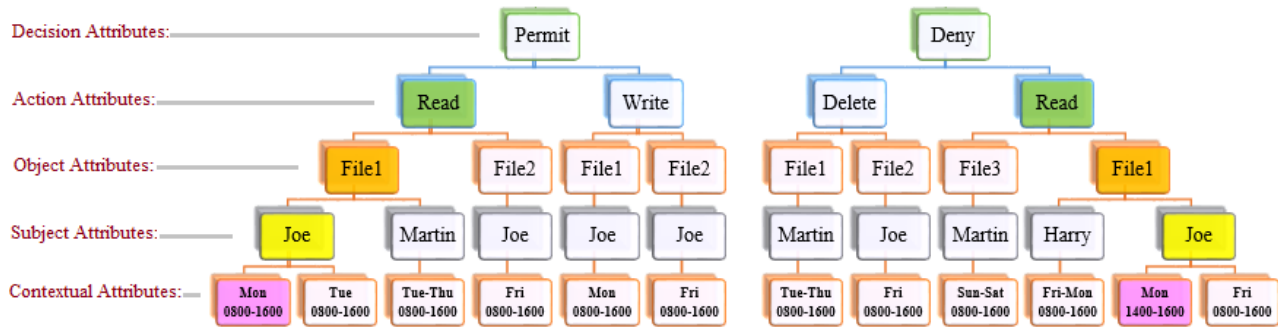 Decision Attributes: Permit Deny
Action Attributes: Read Write Delete Read
Object Attributes: File1 File2 File1 File2 File1 File2 File3 File1
Subject Attributes: Joe Martin Joe Joe Joe Martin Joe Martin Harry Joe
Contextual Attributes: Mon Tue Tue-Thu Fri Mon Fri Tue-Thu Fri Sun-Sat Fri-Mon Mon Fri
0800-1600 0800-1600 0800-1600 0800-1600 0800-1600 0800-1600 0800-1600 0800-1600 0800-1600 0800-1600 1400-1600 0800-1600